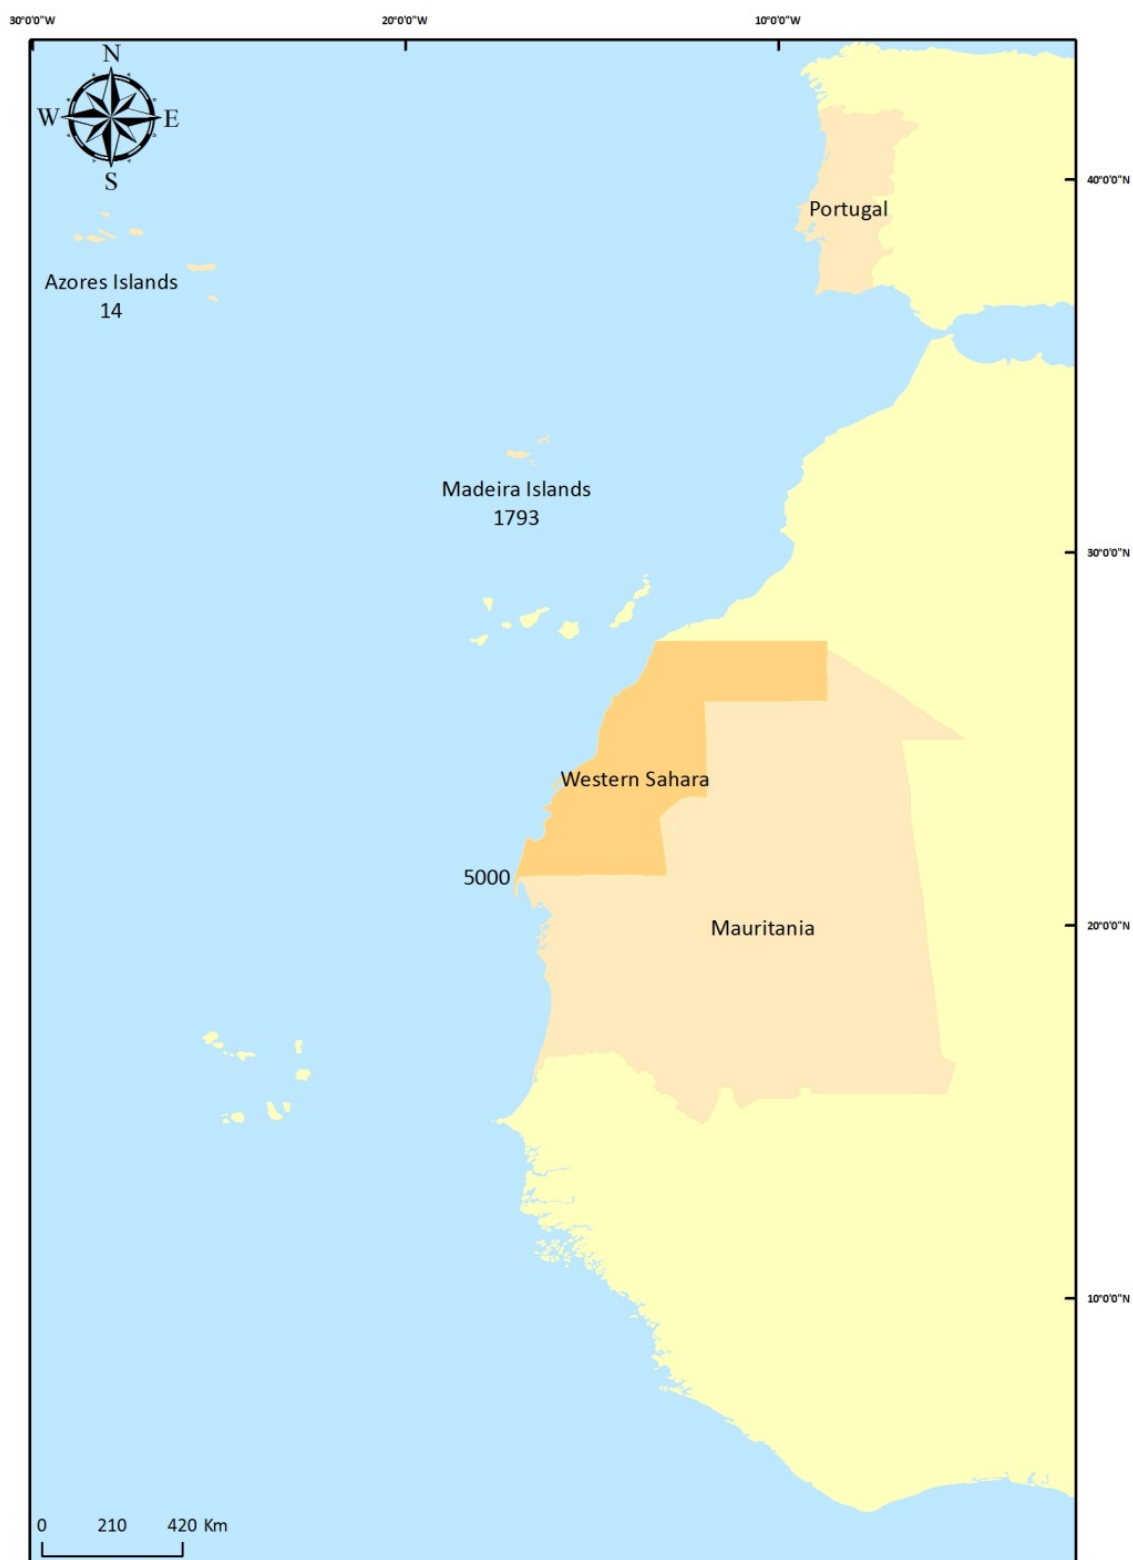 30°0'0"W
20°0'0"W
10°0'0"W
N
W
E
S
40°0'0"N
Portugal
Azores Islands
14
Madeira Islands
1793
30°0'0"N
Western Sahara
5000
Mauritania
20°0'0"N
10°0'0"N
0 210 420 Km